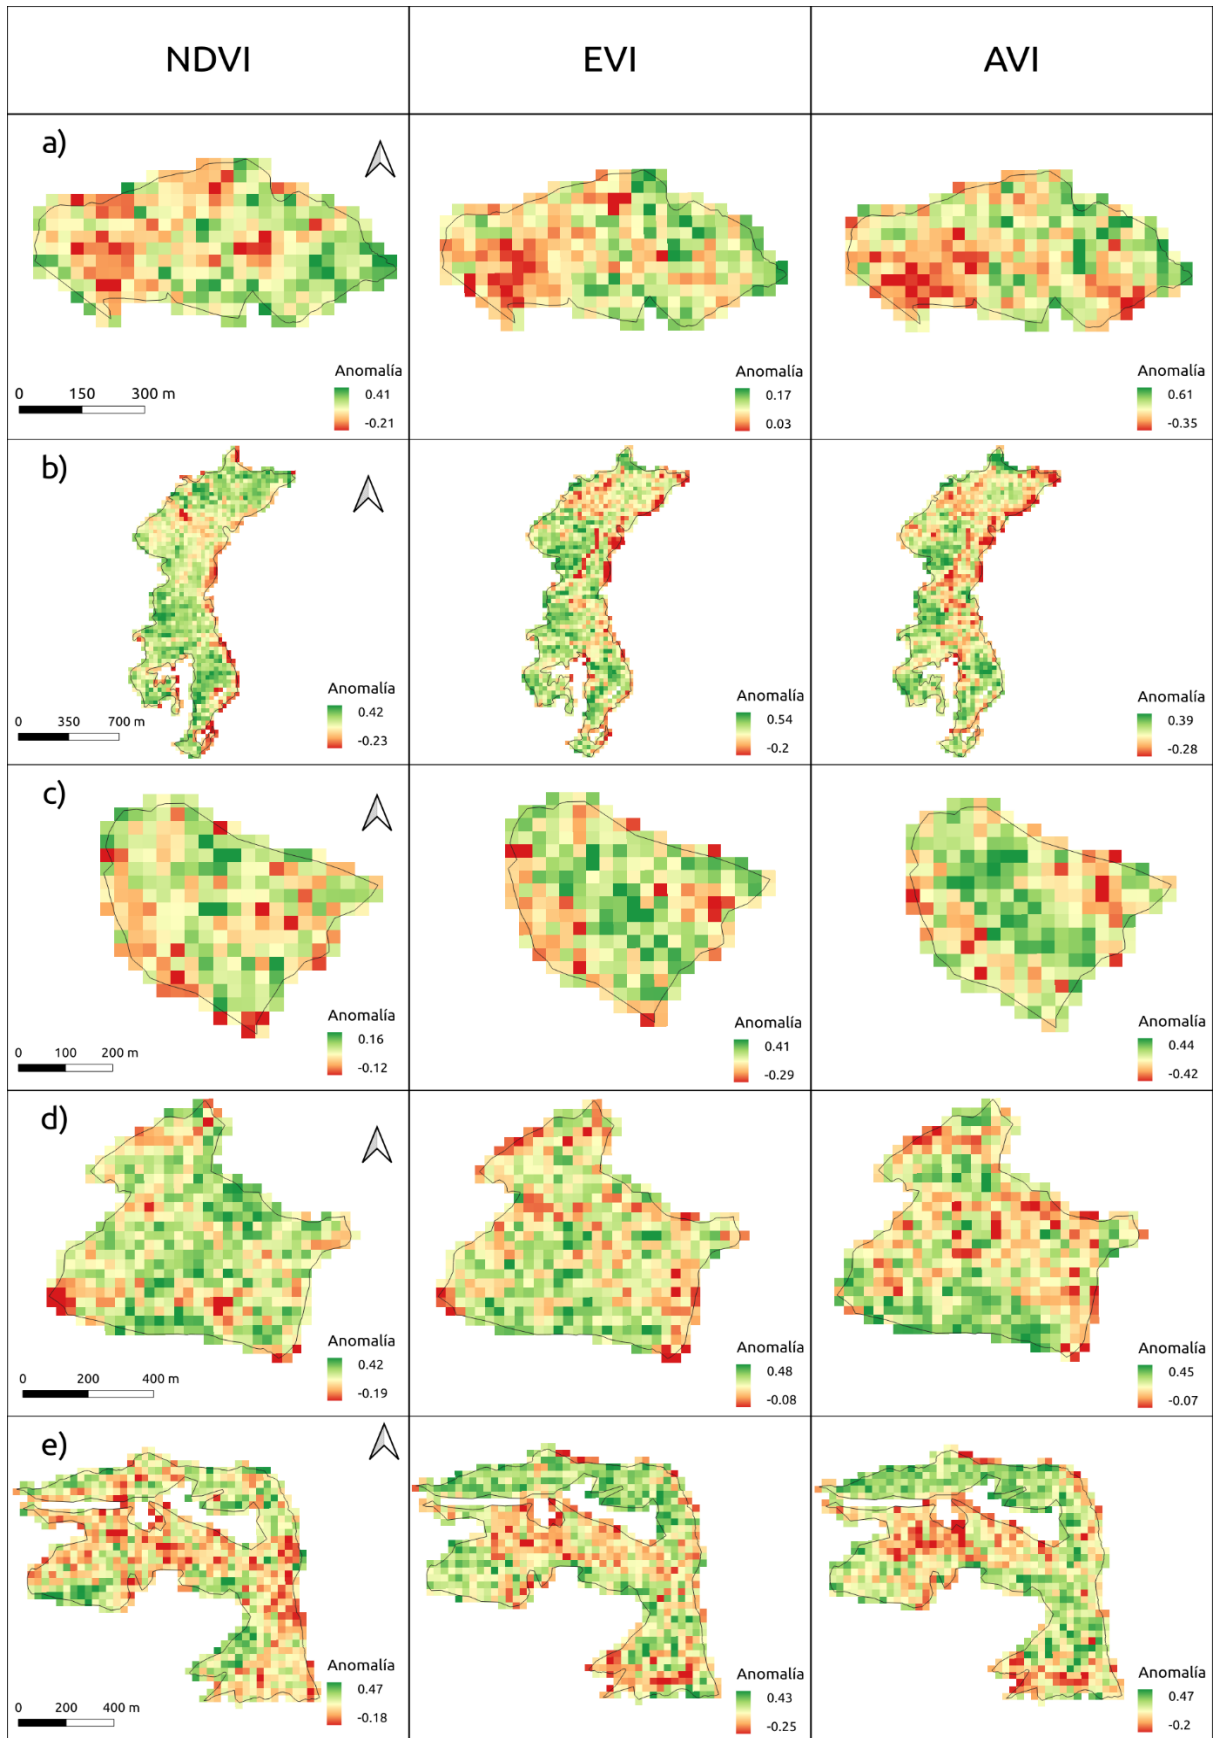 NDVI EVI AVI
a)
Anomalía
0.41
-0.21
0 150 300 m
Anomalía
0.17
0.03
Anomalía
0.61
-0.35
b)
Anomalía
0.42
-0.23
0 350 700 m
Anomalía
0.54
-0.2
Anomalía
0.39
-0.28
c)
Anomalía
0.16
-0.12
0 100 200 m
Anomalía
0.41
-0.29
Anomalía
0.44
-0.42
d)
Anomalía
0.42
-0.19
0 200 400 m
Anomalía
0.48
-0.08
Anomalía
0.45
-0.07
e)
Anomalía
0.47
-0.18
0 200 400 m
Anomalía
0.43
-0.25
Anomalía
0.47
-0.2